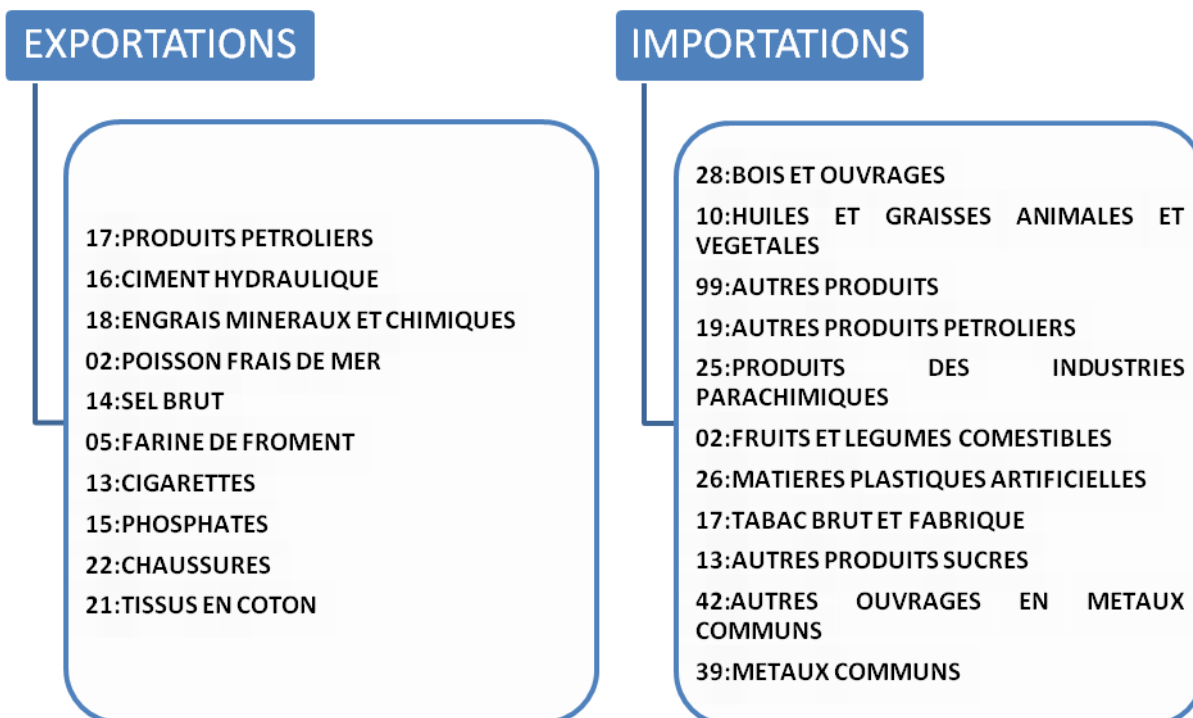 EXPORTATIONS
17:PRODUITS PETROLIERS
16:CIMENT HYDRAULIQUE
18:ENGRAIS MINERAUX ET CHIMIQUES
02:POISSON FRAIS DE MER
14:SEL BRUT
05:FARINE DE FROMENT
13:CIGARETTES
15:PHOSPHATES
22:CHAUSSURES
21:TISSUS EN COTON
IMPORTATIONS
28:BOIS ET OUVRAGES
10:HUILES ET GRAISSES ANIMALES ET
VEGETALES
99:AUTRES PRODUITS
19:AUTRES PRODUITS PETROLIERS
25:PRODUITS DES INDUSTRIES
PARACHIMIQUES
02:FRUITS ET LEGUMES COMESTIBLES
26:MATIERES PLASTIQUES ARTIFICIELLES
17:TABAC BRUT ET FABRIQUE
13:AUTRES PRODUITS SUCRES
42:AUTRES OUVRAGES EN METAUX
COMMUNS
39:METAUX COMMUNS